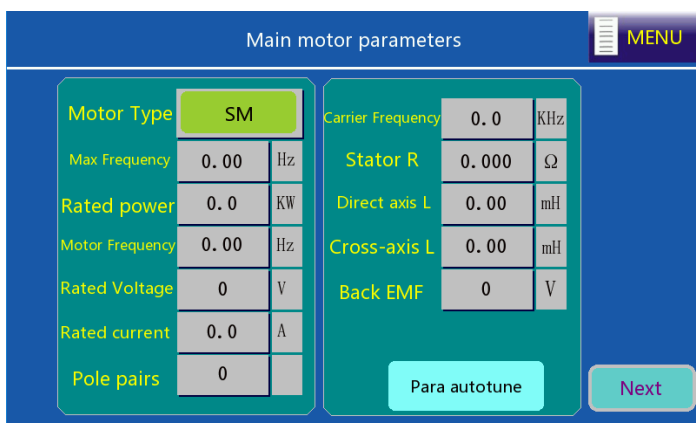 Main motor parameters
MENU
Motor Type SM
Max Frequency 0.00 Hz
Rated power 0.0 KW
Motor Frequency 0.00 Hz
Rated Voltage 0 V
Rated current 0.0 A
Pole pairs 0
Carrier Frequency 0.0 KHz
Stator R 0.000 Ω
Direct axis L 0.00 mH
Cross-axis L 0.00 mH
Back EMF 0 V
Para autotune
Next